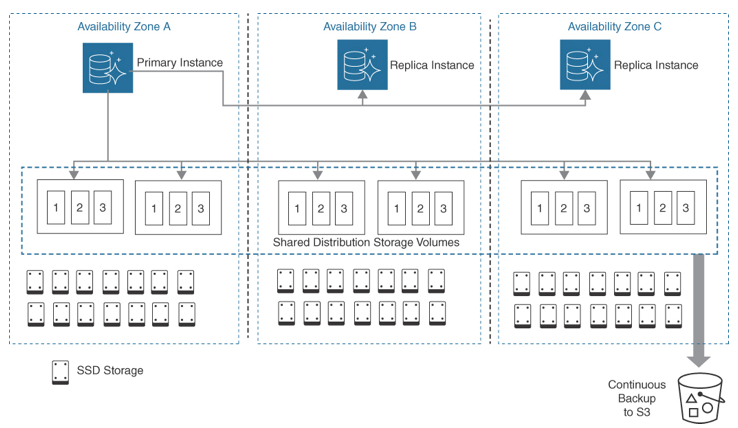 Availability Zone A
Availability Zone B
Availability Zone C
Primary Instance
Replica Instance
Replica Instance
1 2 3
1 2 3
1 2 3
1 2 3
1 2 3
1 2 3
Shared Distribution Storage Volumes
SSD Storage
Continuous
Backup
to S3